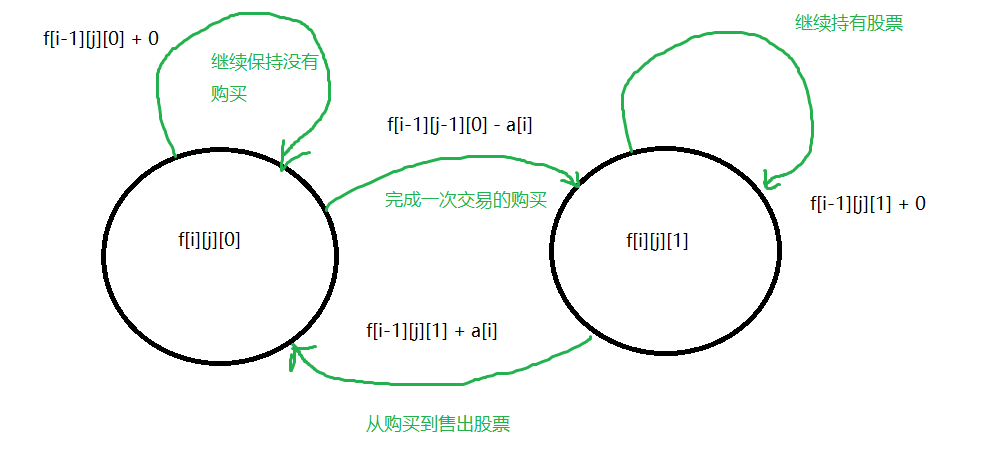 f[i-1][j][0] + 0
继续保持没有
购买
继续持有股票
f[i-1][j-1][0] - a[i]
完成一次交易的购买
f[i-1][j][1] + 0
f[i][j][0]
f[i][j][1]
f[i-1][j][1] + a[i]
从购买到售出股票